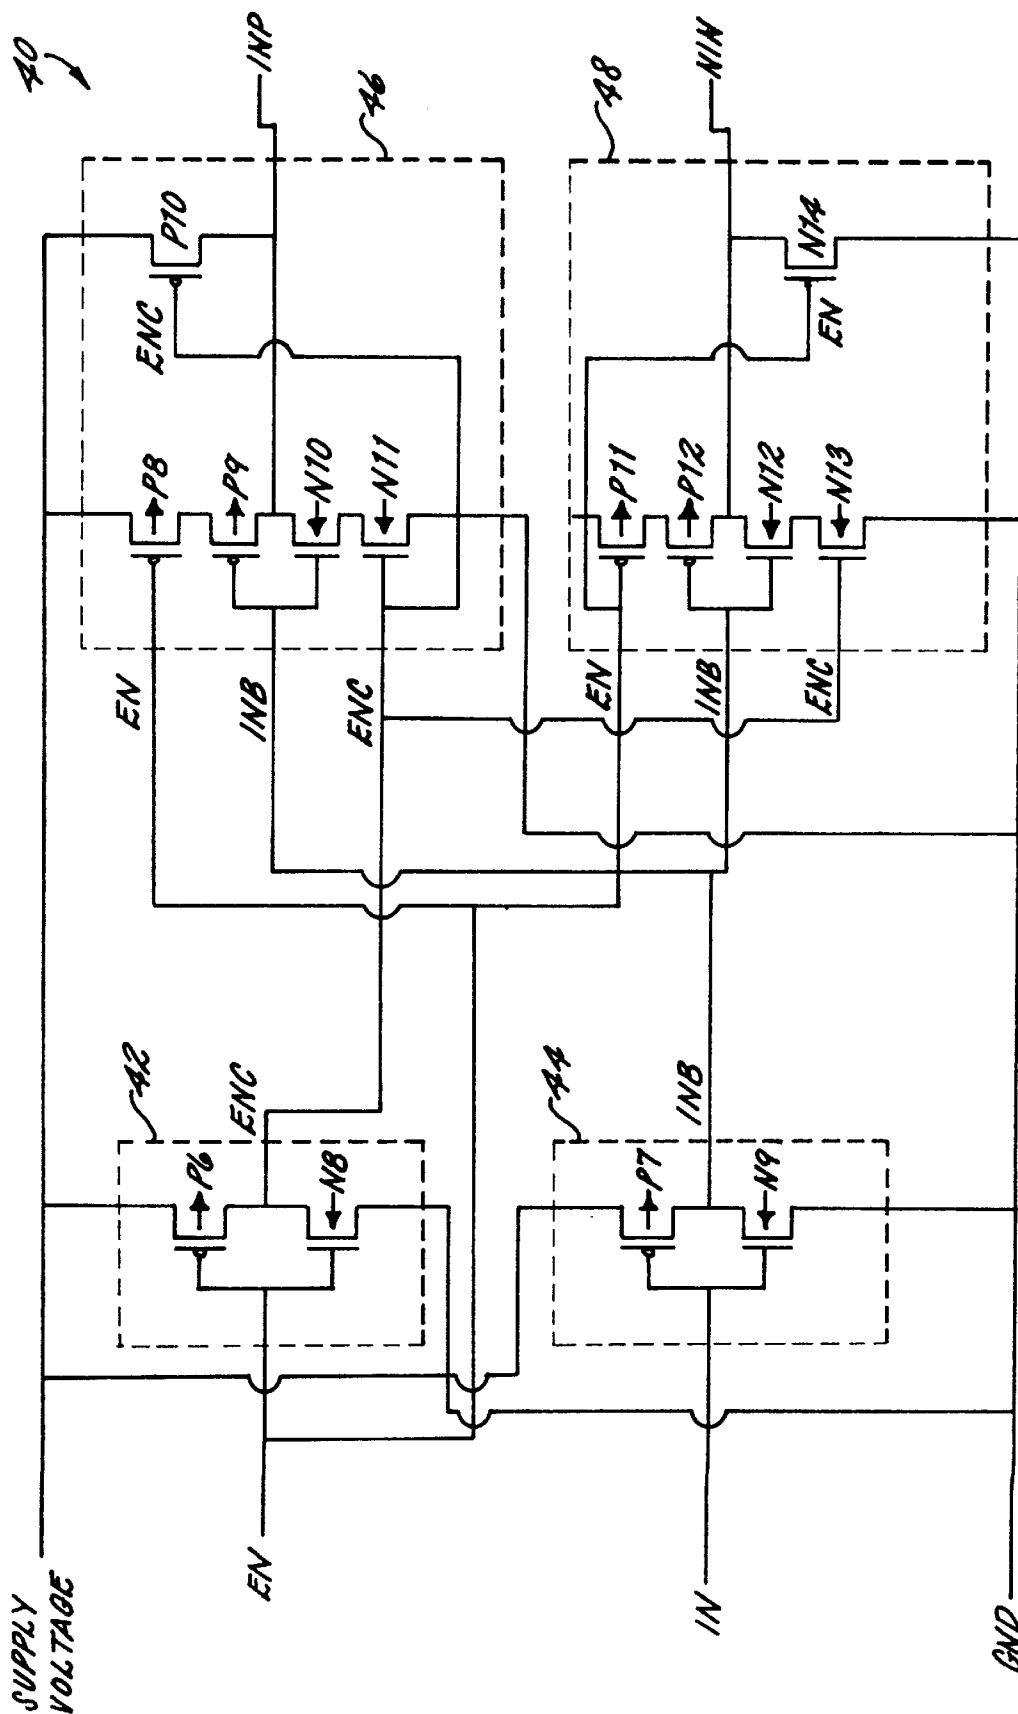 40
SUPPLY
VOLTAGE
EN
IN
GND
42
P6
N8
ENC
44
P7
N9
INB
EN
INB
ENC
EN
INB
ENC
46
P8
P9
N10
N11
ENC
P10
INP
48
P11
P12
N12
N13
EN
N14
NIN